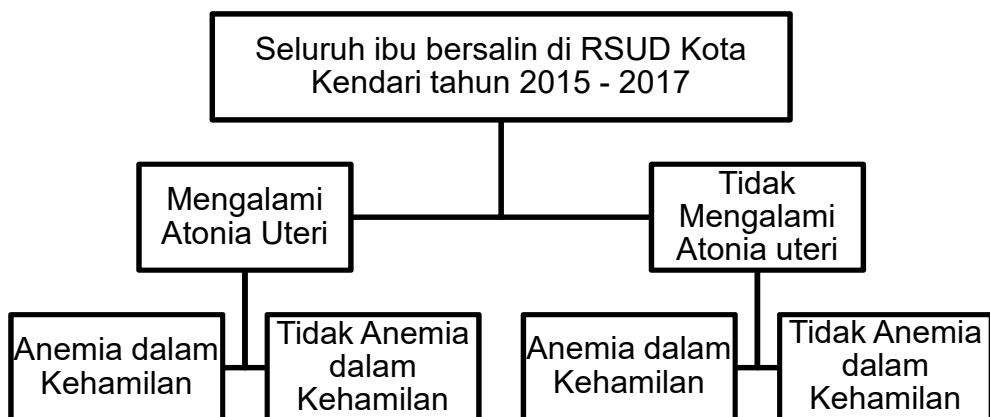 Seluruh ibu bersalin di RSUD Kota
Kendari tahun 2015 - 2017
Mengalami
Atonia Uteri
Tidak
Mengalami
Atonia uteri
Anemia dalam
Kehamilan
Tidak Anemia
dalam
Kehamilan
Anemia dalam
Kehamilan
Tidak Anemia
dalam
Kehamilan